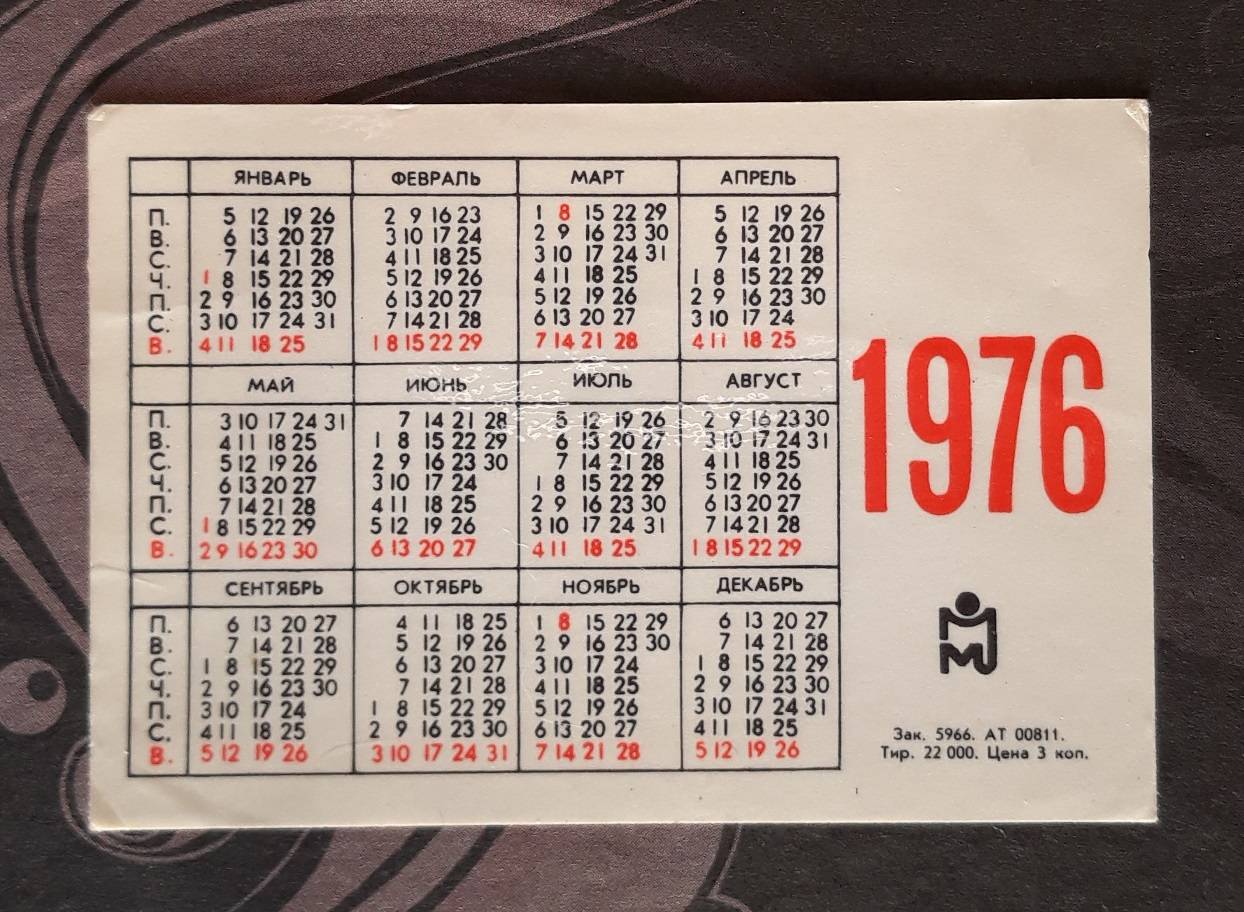 ЯНВАРЬ ФЕВРАЛЬ МАРТ АПРЕЛЬ
П. 5 12 19 26 2 9 16 23 1 8 15 22 29 5 12 19 26
В. 6 13 20 27 3 10 17 24 2 9 16 23 30 6 13 20 27
С. 7 14 21 28 4 11 18 25 3 10 17 24 31 7 14 21 28
Ч. 1 8 15 22 29 5 12 19 26 4 11 18 25 1 8 15 22 29
П. 2 9 16 23 30 6 13 20 27 5 12 19 26 2 9 16 23 30
С. 3 10 17 24 31 7 14 21 28 6 13 20 27 3 10 17 24
В. 4 11 18 25 1 8 15 22 29 7 14 21 28 4 11 18 25
МАЙ ИЮНЬ ИЮЛЬ АВГУСТ
П. 3 10 17 24 31 7 14 21 28 5 12 19 26 2 9 16 23 30
В. 4 11 18 25 1 8 15 22 29 6 13 20 27 3 10 17 24 31
С. 5 12 19 26 2 9 16 23 30 7 14 21 28 4 11 18 25
Ч. 6 13 20 27 3 10 17 24 1 8 15 22 29 5 12 19 26
П. 7 14 21 28 4 11 18 25 2 9 16 23 30 6 13 20 27
С. 1 8 15 22 29 5 12 19 26 3 10 17 24 31 7 14 21 28
В. 2 9 16 23 30 6 13 20 27 4 11 18 25 1 8 15 22 29
СЕНТЯБРЬ ОКТЯБРЬ НОЯБРЬ ДЕКАБРЬ
П. 6 13 20 27 4 11 18 25 1 8 15 22 29 6 13 20 27
В. 7 14 21 28 5 12 19 26 2 9 16 23 30 7 14 21 28
С. 1 8 15 22 29 6 13 20 27 3 10 17 24 1 8 15 22 29
Ч. 2 9 16 23 30 7 14 21 28 4 11 18 25 2 9 16 23 30
П. 3 10 17 24 1 8 15 22 29 5 12 19 26 3 10 17 24 31
С. 4 11 18 25 2 9 16 23 30 6 13 20 27 4 11 18 25
В. 5 12 19 26 3 10 17 24 31 7 14 21 28 5 12 19 26
1976
Зак. 5966. АТ 00811.
Тир. 22 000. Цена 3 коп.